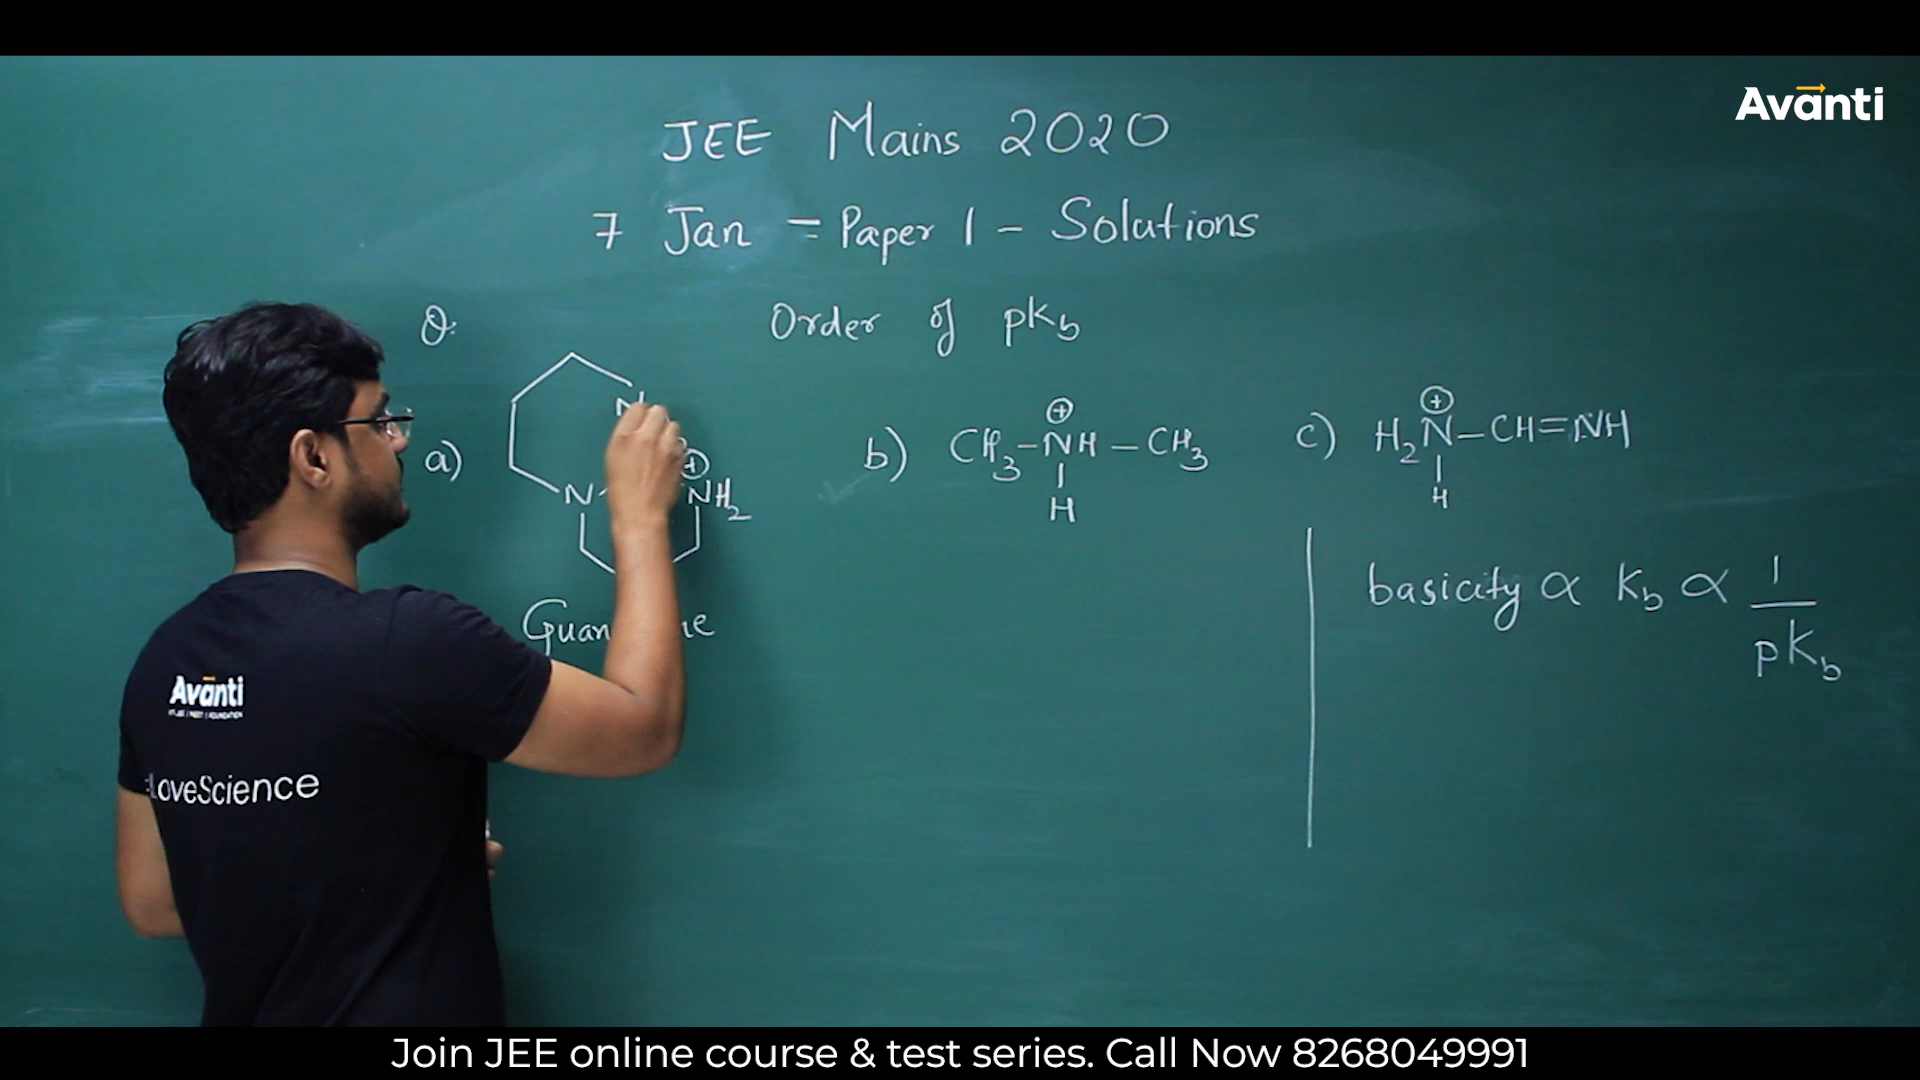 Avanti
JEE Mains 2020
7 Jan = Paper 1 - Solutions
Q. Order of pKb
a) N N ⊕ NH2
b) CH3 - ⊕NH - CH3
H
c) H2N⊕ - CH = NH
H
basicity ∝ Kb ∝ 1/pKb
Avanti
LoveScience
Join JEE online course & test series. Call Now 8268049991